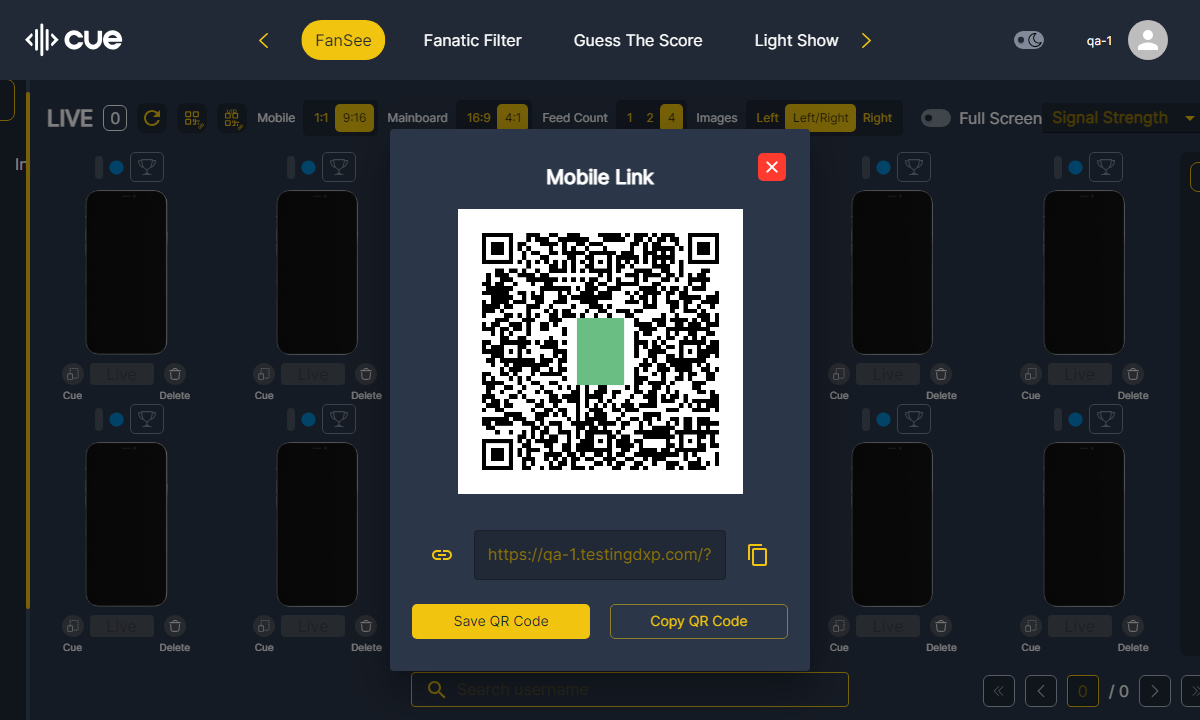 cue
FanSee
Fanatic Filter
Guess The Score
Light Show
qa-1
LIVE 0
Mobile 1:1 9:16
Mainboard 16:9 4:1
Feed Count 1 2 4
Images Left Left/Right Right
Full Screen
Signal Strength
Mobile Link
Live Live Live Live
Cue Delete Cue Delete Cue Delete Cue Delete
https://qa-1.testingdxp.com/?
Save QR Code
Copy QR Code
Live Live Live Live
Cue Delete Cue Delete Cue Delete Cue Delete
Search username
0 / 0